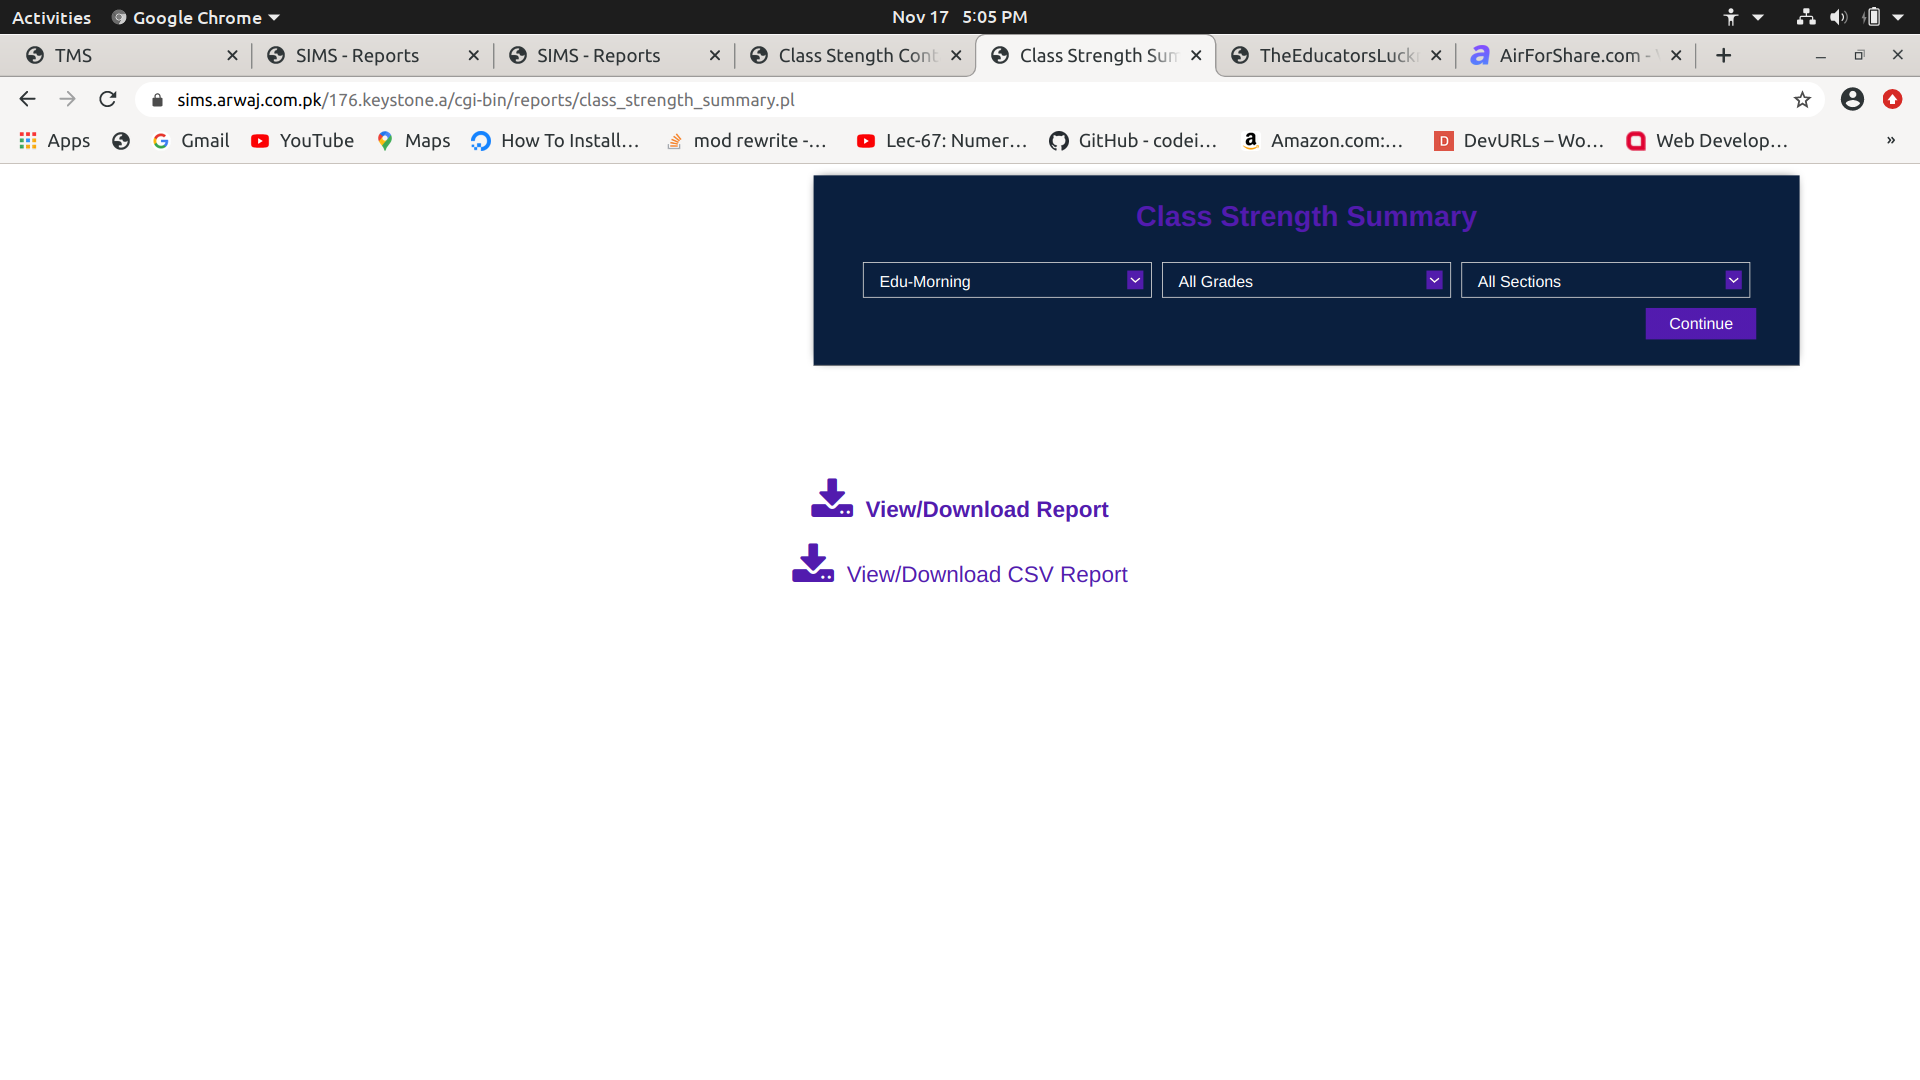 Activities Google Chrome Nov 17 5:05 PM
TMS SIMS - Reports SIMS - Reports Class Stength Cont Class Strength Sum TheEducatorsLuck AirForShare.com -
sims.arwaj.com.pk/176.keystone.a/cgi-bin/reports/class_strength_summary.pl
Apps Gmail YouTube Maps How To Install... mod rewrite -... Lec-67: Numer... GitHub - codei... Amazon.com:... DevURLs – Wo... Web Develop... »
Class Strength Summary
Edu-Morning All Grades All Sections
Continue
View/Download Report
View/Download CSV Report